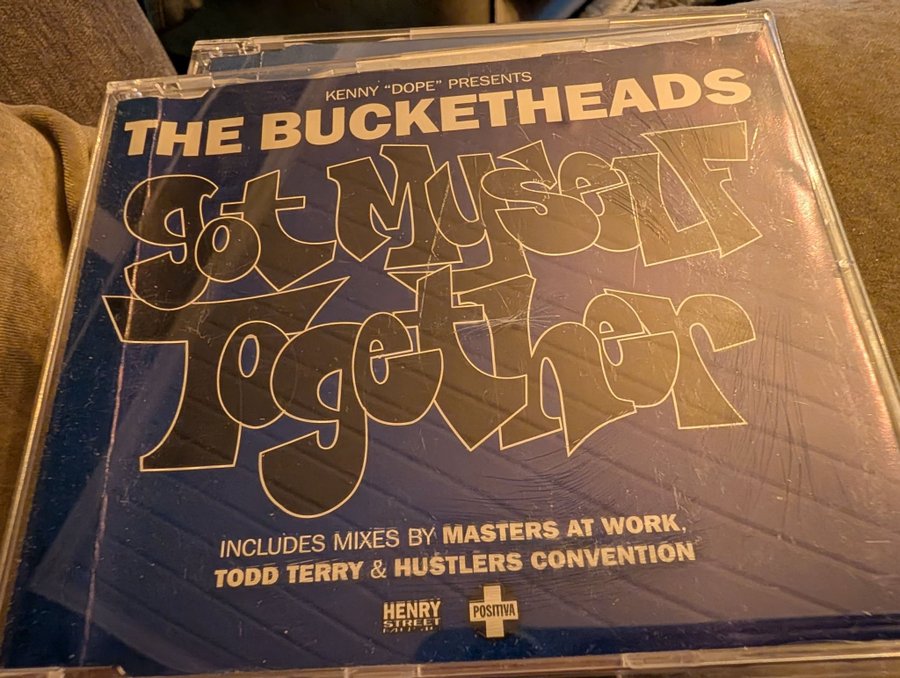 KENNY "DOPE" PRESENTS
THE BUCKETHEADS
got Myself
Together
INCLUDES MIXES BY MASTERS AT WORK,
TODD TERRY & HUSTLERS CONVENTION
HENRY
STREET
MUSIC
POSITIVA